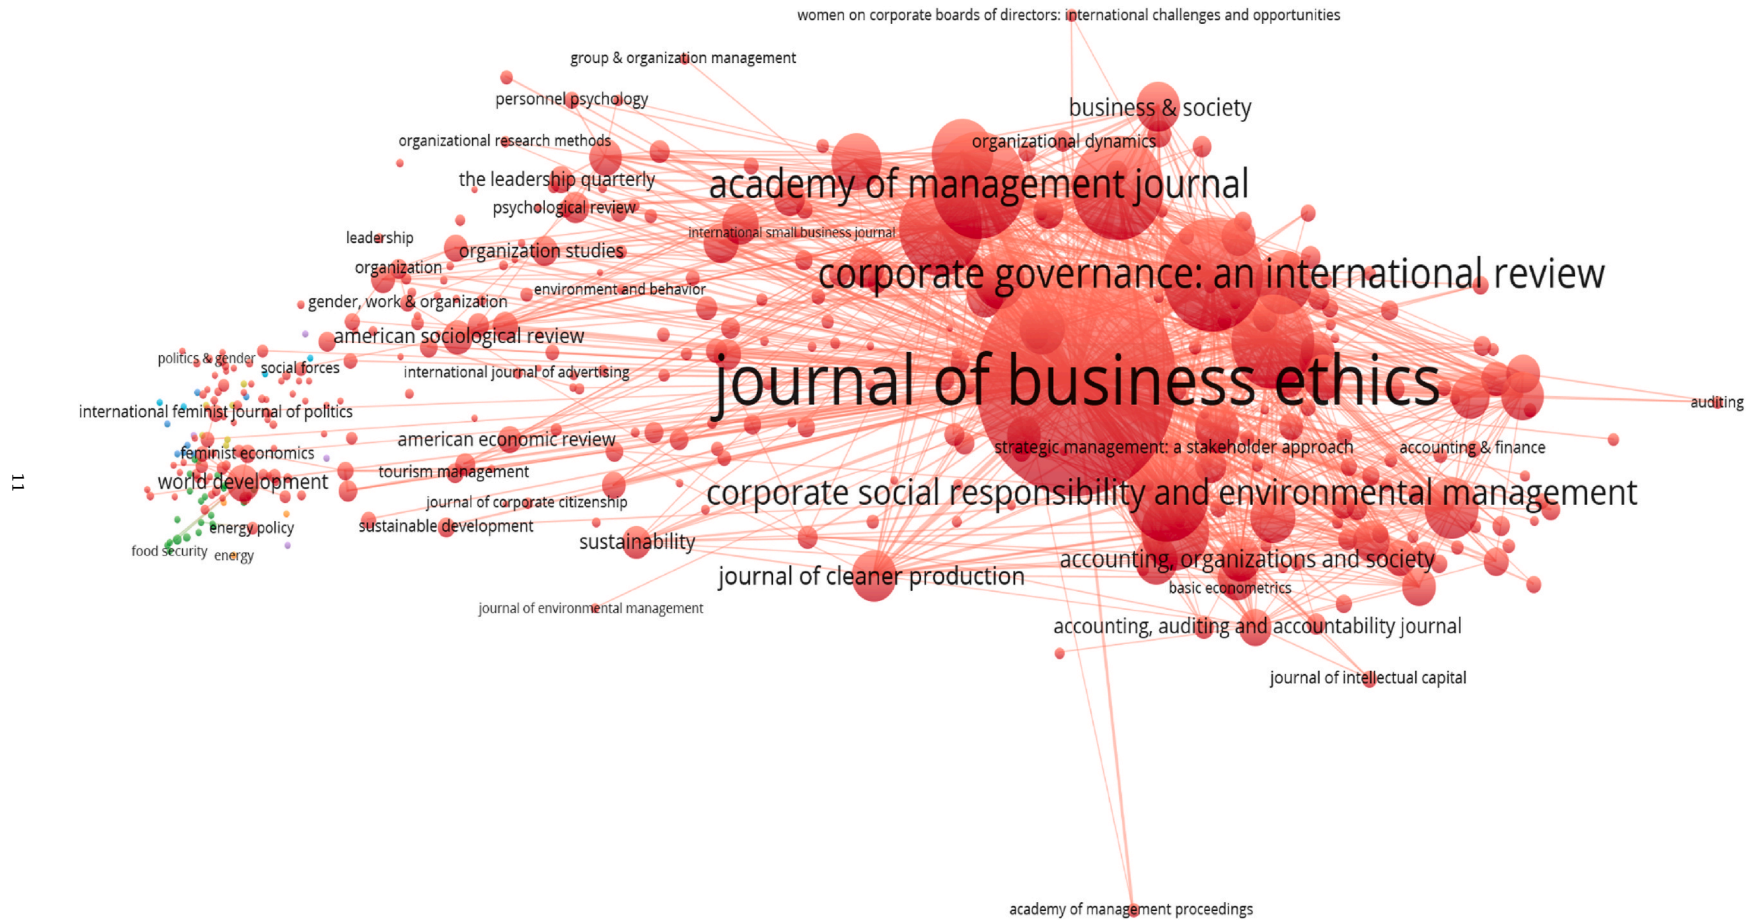 women on corporate boards of directors: international challenges and opportunities
group & organization management
personnel psychology
business & society
organizational research methods
organizational dynamics
the leadership quarterly
academy of management journal
psychological review
international small business journal
leadership
organization studies
organization
corporate governance: an international review
environment and behavior
gender, work & organization
american sociological review
politics & gender
social forces
international journal of advertising
journal of business ethics
auditing
international feminist journal of politics
american economic review
strategic management: a stakeholder approach
accounting & finance
feminist economics
tourism management
world development
11
corporate social responsibility and environmental management
journal of corporate citizenship
energy policy
sustainable development
sustainability
food security
energy
accounting, organizations and society
journal of cleaner production
basic econometrics
journal of environmental management
accounting, auditing and accountability journal
journal of intellectual capital
academy of management proceedings